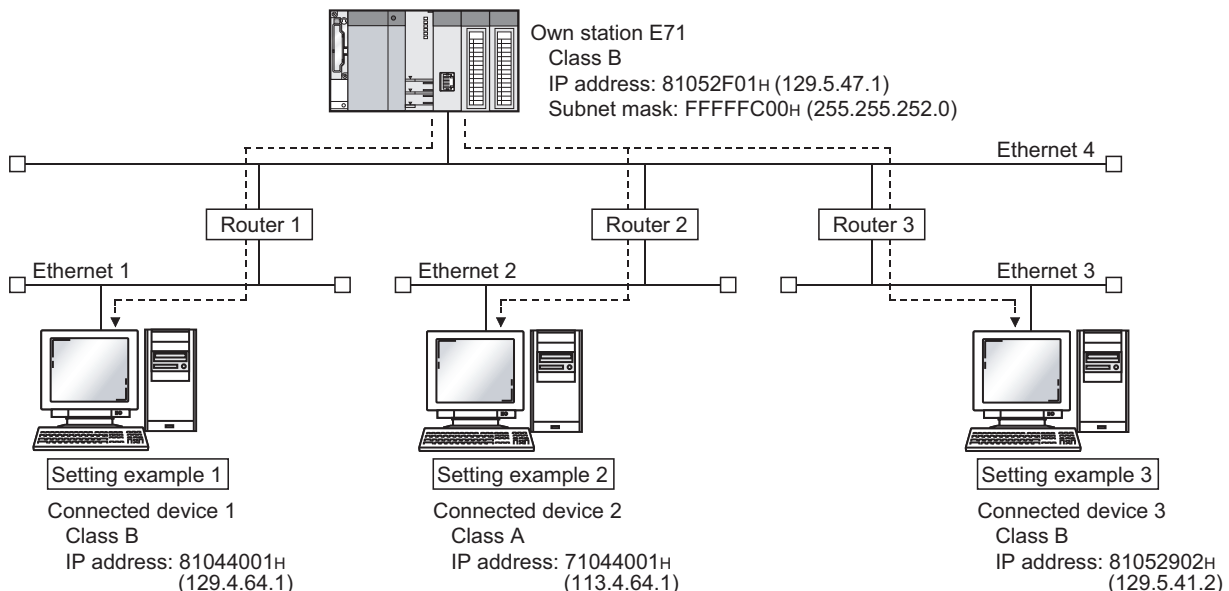 Own station E71
Class B
IP address: 81052F01H (129.5.47.1)
Subnet mask: FFFFFC00H (255.255.252.0)
Ethernet 4
Router 1
Router 2
Router 3
Ethernet 1
Ethernet 2
Ethernet 3
Setting example 1
Connected device 1
Class B
IP address: 81044001H
(129.4.64.1)
Setting example 2
Connected device 2
Class A
IP address: 71044001H
(113.4.64.1)
Setting example 3
Connected device 3
Class B
IP address: 81052902H
(129.5.41.2)